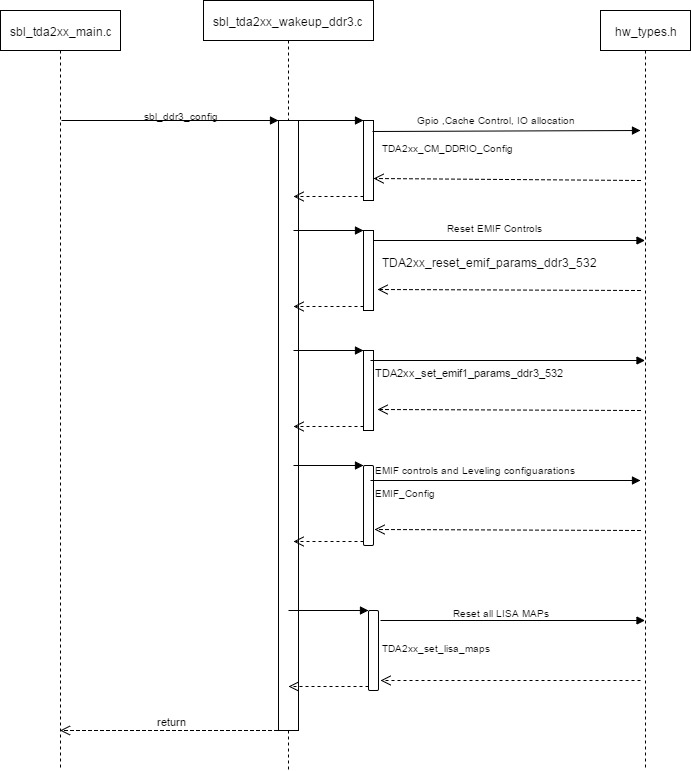 sbl_tda2xx_main.c
sbl_tda2xx_wakeup_ddr3.c
hw_types.h
sbl_ddr3_config
Gpio ,Cache Control, IO allocation
TDA2xx_CM_DDRIO_Config
Reset EMIF Controls
TDA2xx_reset_emif_params_ddr3_532
TDA2xx_set_emif1_params_ddr3_532
EMIF controls and Leveling configuarations
EMIF_Config
Reset all LISA MAPs
TDA2xx_set_lisa_maps
return